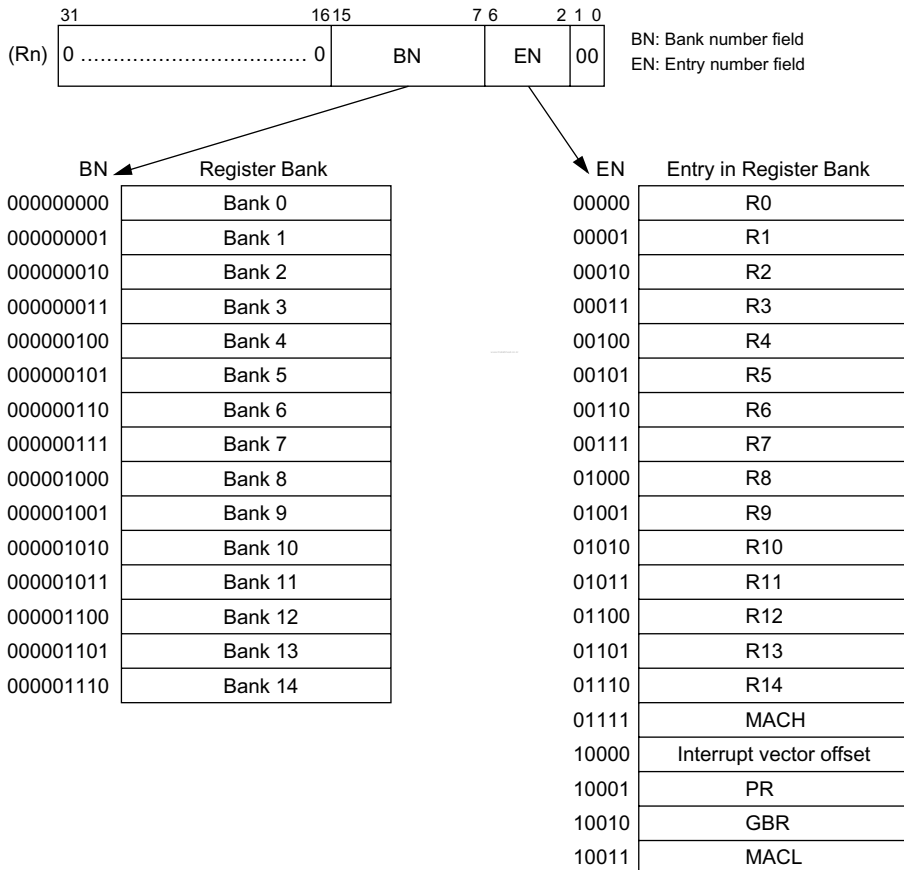 31 16 15 7 6 2 1 0
(Rn) 0 .................................... 0 BN EN 00
BN: Bank number field
EN: Entry number field
BN Register Bank
000000000 Bank 0
000000001 Bank 1
000000010 Bank 2
000000011 Bank 3
000000100 Bank 4
000000101 Bank 5
000000110 Bank 6
000000111 Bank 7
000001000 Bank 8
000001001 Bank 9
000001010 Bank 10
000001011 Bank 11
000001100 Bank 12
000001101 Bank 13
000001110 Bank 14
EN Entry in Register Bank
00000 R0
00001 R1
00010 R2
00011 R3
00100 R4
00101 R5
00110 R6
00111 R7
01000 R8
01001 R9
01010 R10
01011 R11
01100 R12
01101 R13
01110 R14
01111 MACH
10000 Interrupt vector offset
10001 PR
10010 GBR
10011 MACL